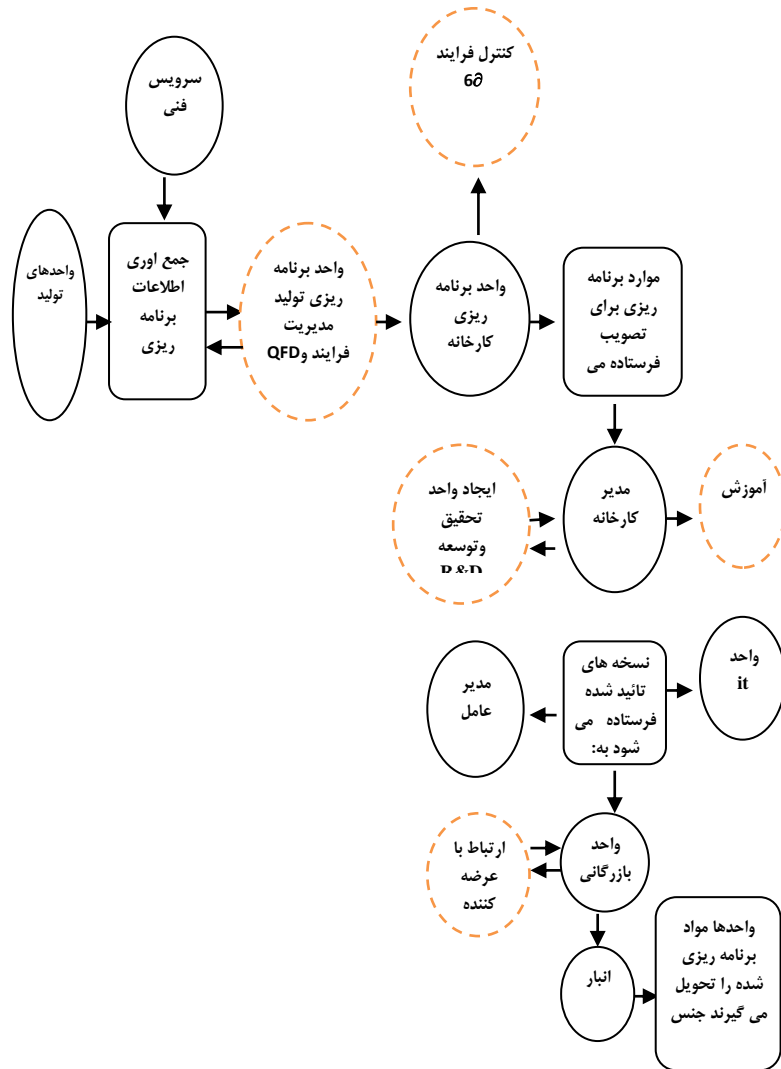 سرویس
فنی
کنترل فرایند
6∂
واحدهای
تولید
جمع اوری
اطلاعات
برنامه
ریزی
واحد برنامه
ریزی تولید
مدیریت
فرایند وQFD
واحد برنامه
ریزی
کارخانه
موارد برنامه
ریزی برای
تصویب
فرستاده می
ایجاد واحد
تحقیق
وتوسعه
R&D
مدیر
کارخانه
آموزش
مدیر
عامل
نسخه های
تائید شده
فرستاده می
شود به:
واحد
it
ارتباط با
عرضه
کننده
واحد
بازرگانی
انبار
واحدها مواد
برنامه ریزی
شده را تحویل
می گیرند جنس